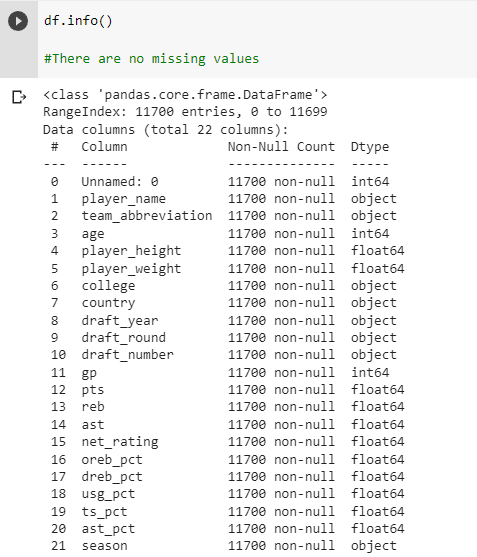 df.info()
#There are no missing values
<class 'pandas.core.frame.DataFrame'>
RangeIndex: 11700 entries, 0 to 11699
Data columns (total 22 columns):
 #   Column             Non-Null Count  Dtype
---  ------             --------------  -----
 0   Unnamed: 0         11700 non-null  int64
 1   player_name        11700 non-null  object
 2   team_abbreviation  11700 non-null  object
 3   age                11700 non-null  int64
 4   player_height      11700 non-null  float64
 5   player_weight      11700 non-null  float64
 6   college            11700 non-null  object
 7   country            11700 non-null  object
 8   draft_year         11700 non-null  object
 9   draft_round        11700 non-null  object
 10  draft_number       11700 non-null  object
 11  gp                 11700 non-null  int64
 12  pts                11700 non-null  float64
 13  reb                11700 non-null  float64
 14  ast                11700 non-null  float64
 15  net_rating         11700 non-null  float64
 16  oreb_pct           11700 non-null  float64
 17  dreb_pct           11700 non-null  float64
 18  usg_pct            11700 non-null  float64
 19  ts_pct             11700 non-null  float64
 20  ast_pct            11700 non-null  float64
 21  season             11700 non-null  object